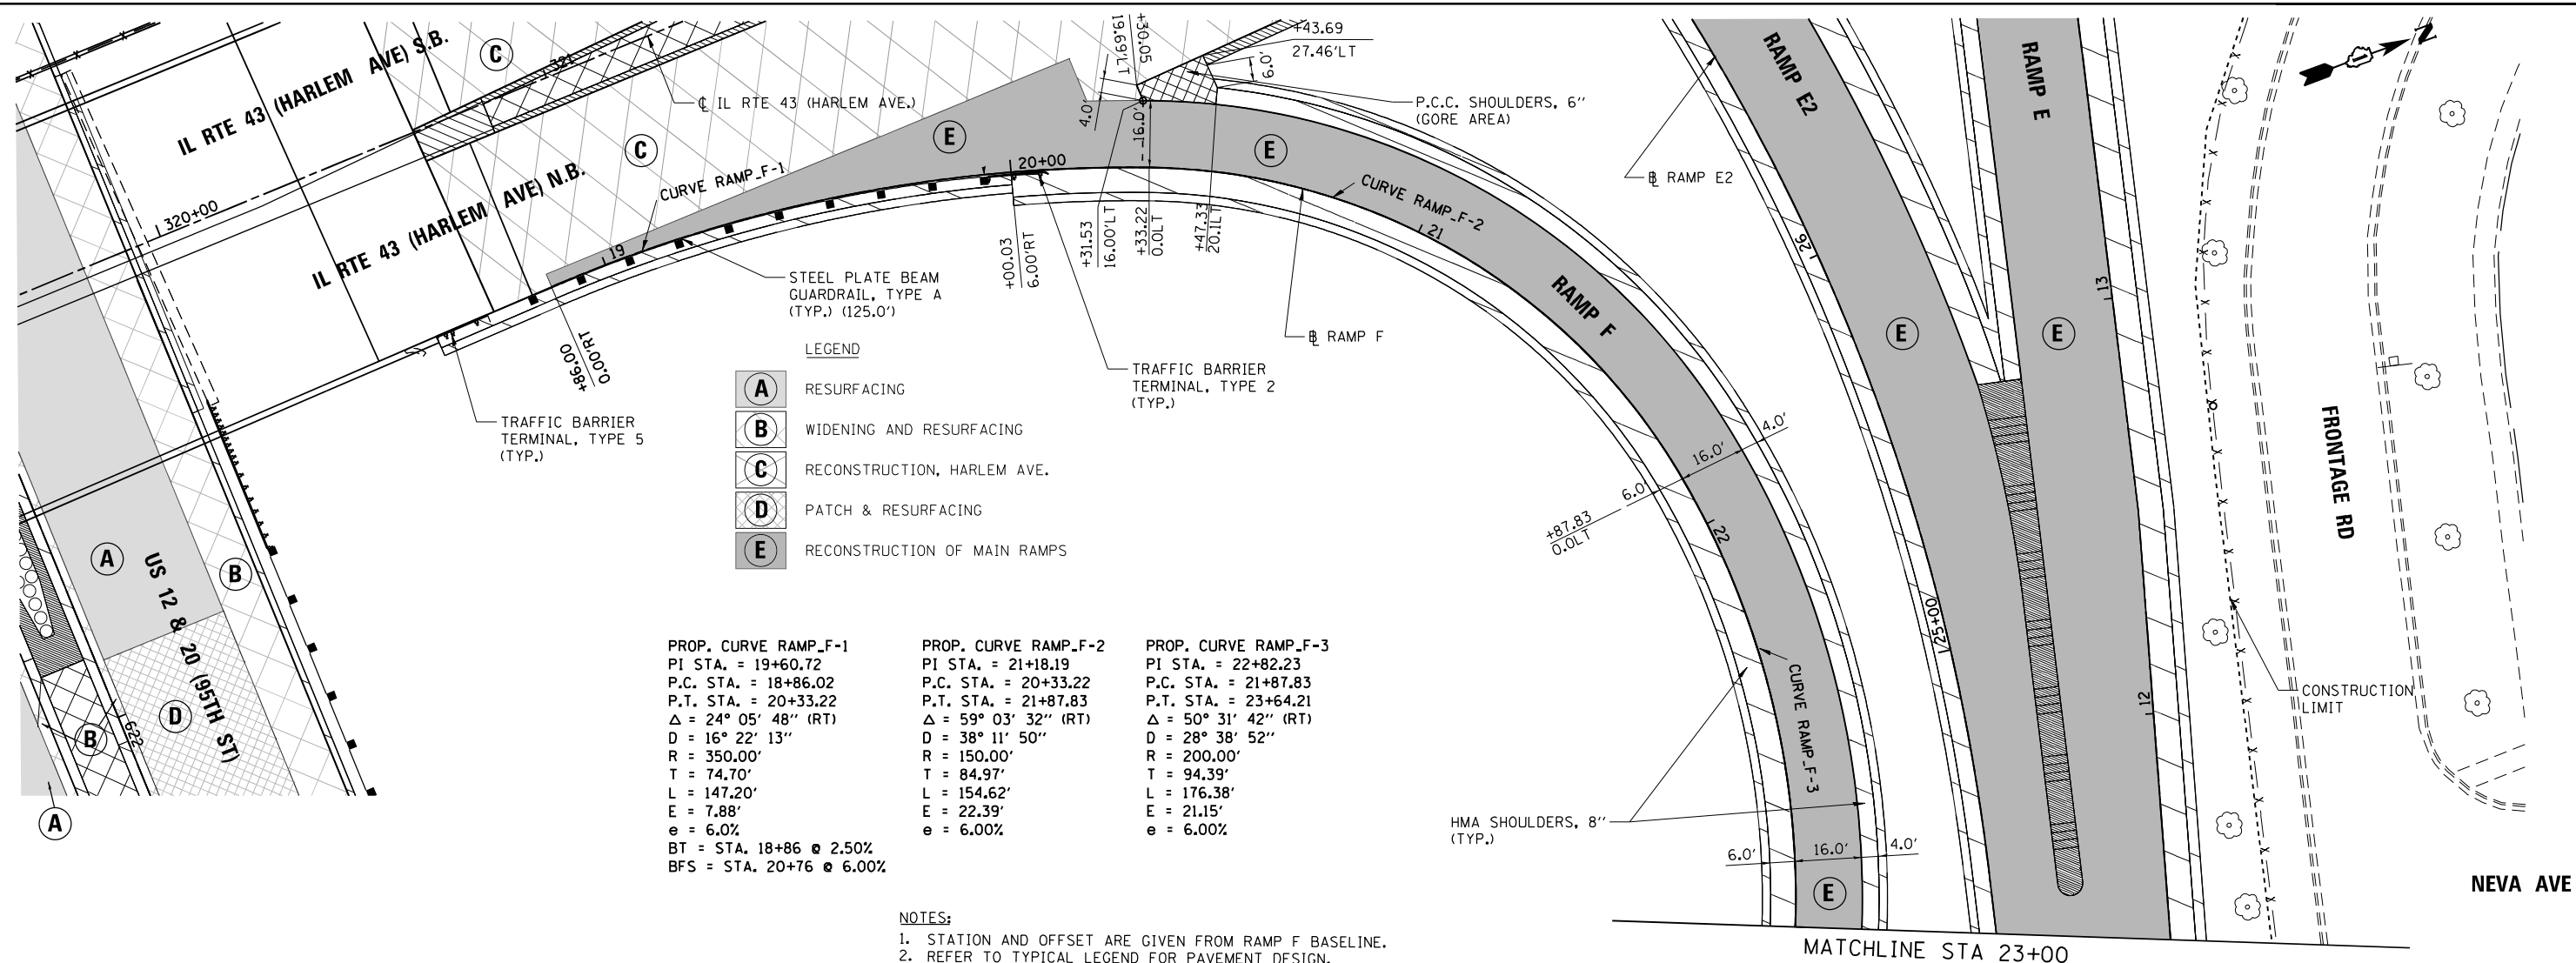 IL RTE 43 (HARLEM AVE) S.B.
C
321
℄ IL RTE 43 (HARLEM AVE.)
320+00
IL RTE 43 (HARLEM AVE) N.B.
C
CURVE RAMP_F-1
19
E
4.0'
+30.05
19.69'LT
+43.69
27.46'LT
6.0'
P.C.C. SHOULDERS, 6"
(GORE AREA)
16.0'
E
20+00
CURVE RAMP_F-2
21
+00.03
6.00'RT
+31.53
16.00'LT
+33.22
0.0LT
+47.33
20.1LT
+86.00
0.00'RT
STEEL PLATE BEAM
GUARDRAIL, TYPE A
(TYP.) (125.0')
TRAFFIC BARRIER
TERMINAL, TYPE 5
(TYP.)
TRAFFIC BARRIER
TERMINAL, TYPE 2
(TYP.)
B RAMP F
RAMP F
LEGEND
A RESURFACING
B WIDENING AND RESURFACING
C RECONSTRUCTION, HARLEM AVE.
D PATCH & RESURFACING
E RECONSTRUCTION OF MAIN RAMPS
A
US 12 & 20 (95TH ST)
B
D
B
622
A
PROP. CURVE RAMP_F-1
PI STA. = 19+60.72
P.C. STA. = 18+86.02
P.T. STA. = 20+33.22
Δ = 24° 05' 48" (RT)
D = 16° 22' 13"
R = 350.00'
T = 74.70'
L = 147.20'
E = 7.88'
e = 6.0%
BT = STA. 18+86 @ 2.50%
BFS = STA. 20+76 @ 6.00%
PROP. CURVE RAMP_F-2
PI STA. = 21+18.19
P.C. STA. = 20+33.22
P.T. STA. = 21+87.83
Δ = 59° 03' 32" (RT)
D = 38° 11' 50"
R = 150.00'
T = 84.97'
L = 154.62'
E = 22.39'
e = 6.00%
PROP. CURVE RAMP_F-3
PI STA. = 22+82.23
P.C. STA. = 21+87.83
P.T. STA. = 23+64.21
Δ = 50° 31' 42" (RT)
D = 28° 38' 52"
R = 200.00'
T = 94.39'
L = 176.38'
E = 21.15'
e = 6.00%
NOTES:
1. STATION AND OFFSET ARE GIVEN FROM RAMP F BASELINE.
2. REFER TO TYPICAL LEGEND FOR PAVEMENT DESIGN.
4.0'
16.0'
6.0'
+87.83
0.0LT
22
CURVE RAMP_F-3
HMA SHOULDERS, 8"
(TYP.)
6.0'
16.0'
4.0'
E
MATCHLINE STA 23+00
RAMP E2
B RAMP E2
26
E
25+00
RAMP E
E
13
12
N
FRONTAGE RD
CONSTRUCTION
LIMIT
NEVA AVE